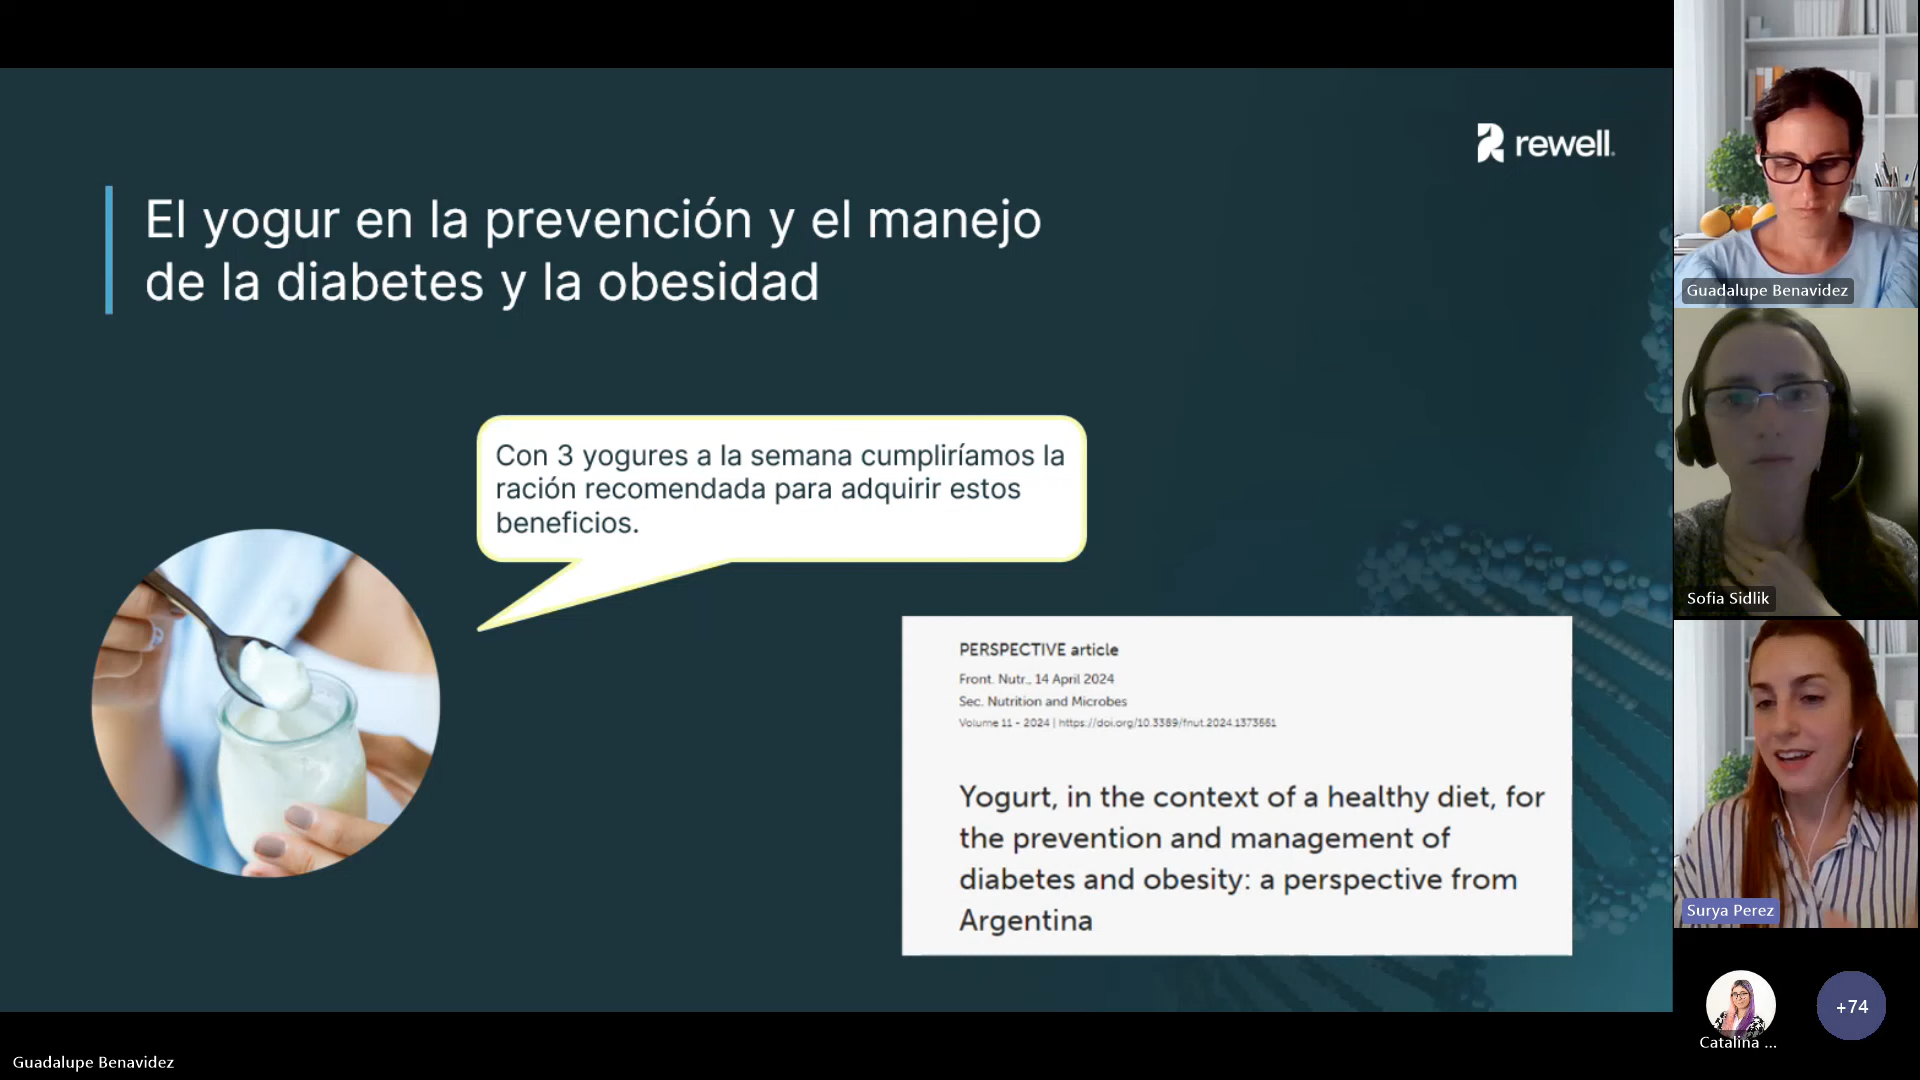 rewell.
El yogur en la prevención y el manejo
de la diabetes y la obesidad
Con 3 yogures a la semana cumpliríamos la
ración recomendada para adquirir estos
beneficios.
PERSPECTIVE article
Front. Nutr., 14 April 2024
Sec. Nutrition and Microbes
Volume 11 - 2024 | https://doi.org/10.3389/fnut.2024.1373551
Yogurt, in the context of a healthy diet, for
the prevention and management of
diabetes and obesity: a perspective from
Argentina
Guadalupe Benavidez
Sofia Sidlik
Surya Perez
Catalina ...
+74
Guadalupe Benavidez